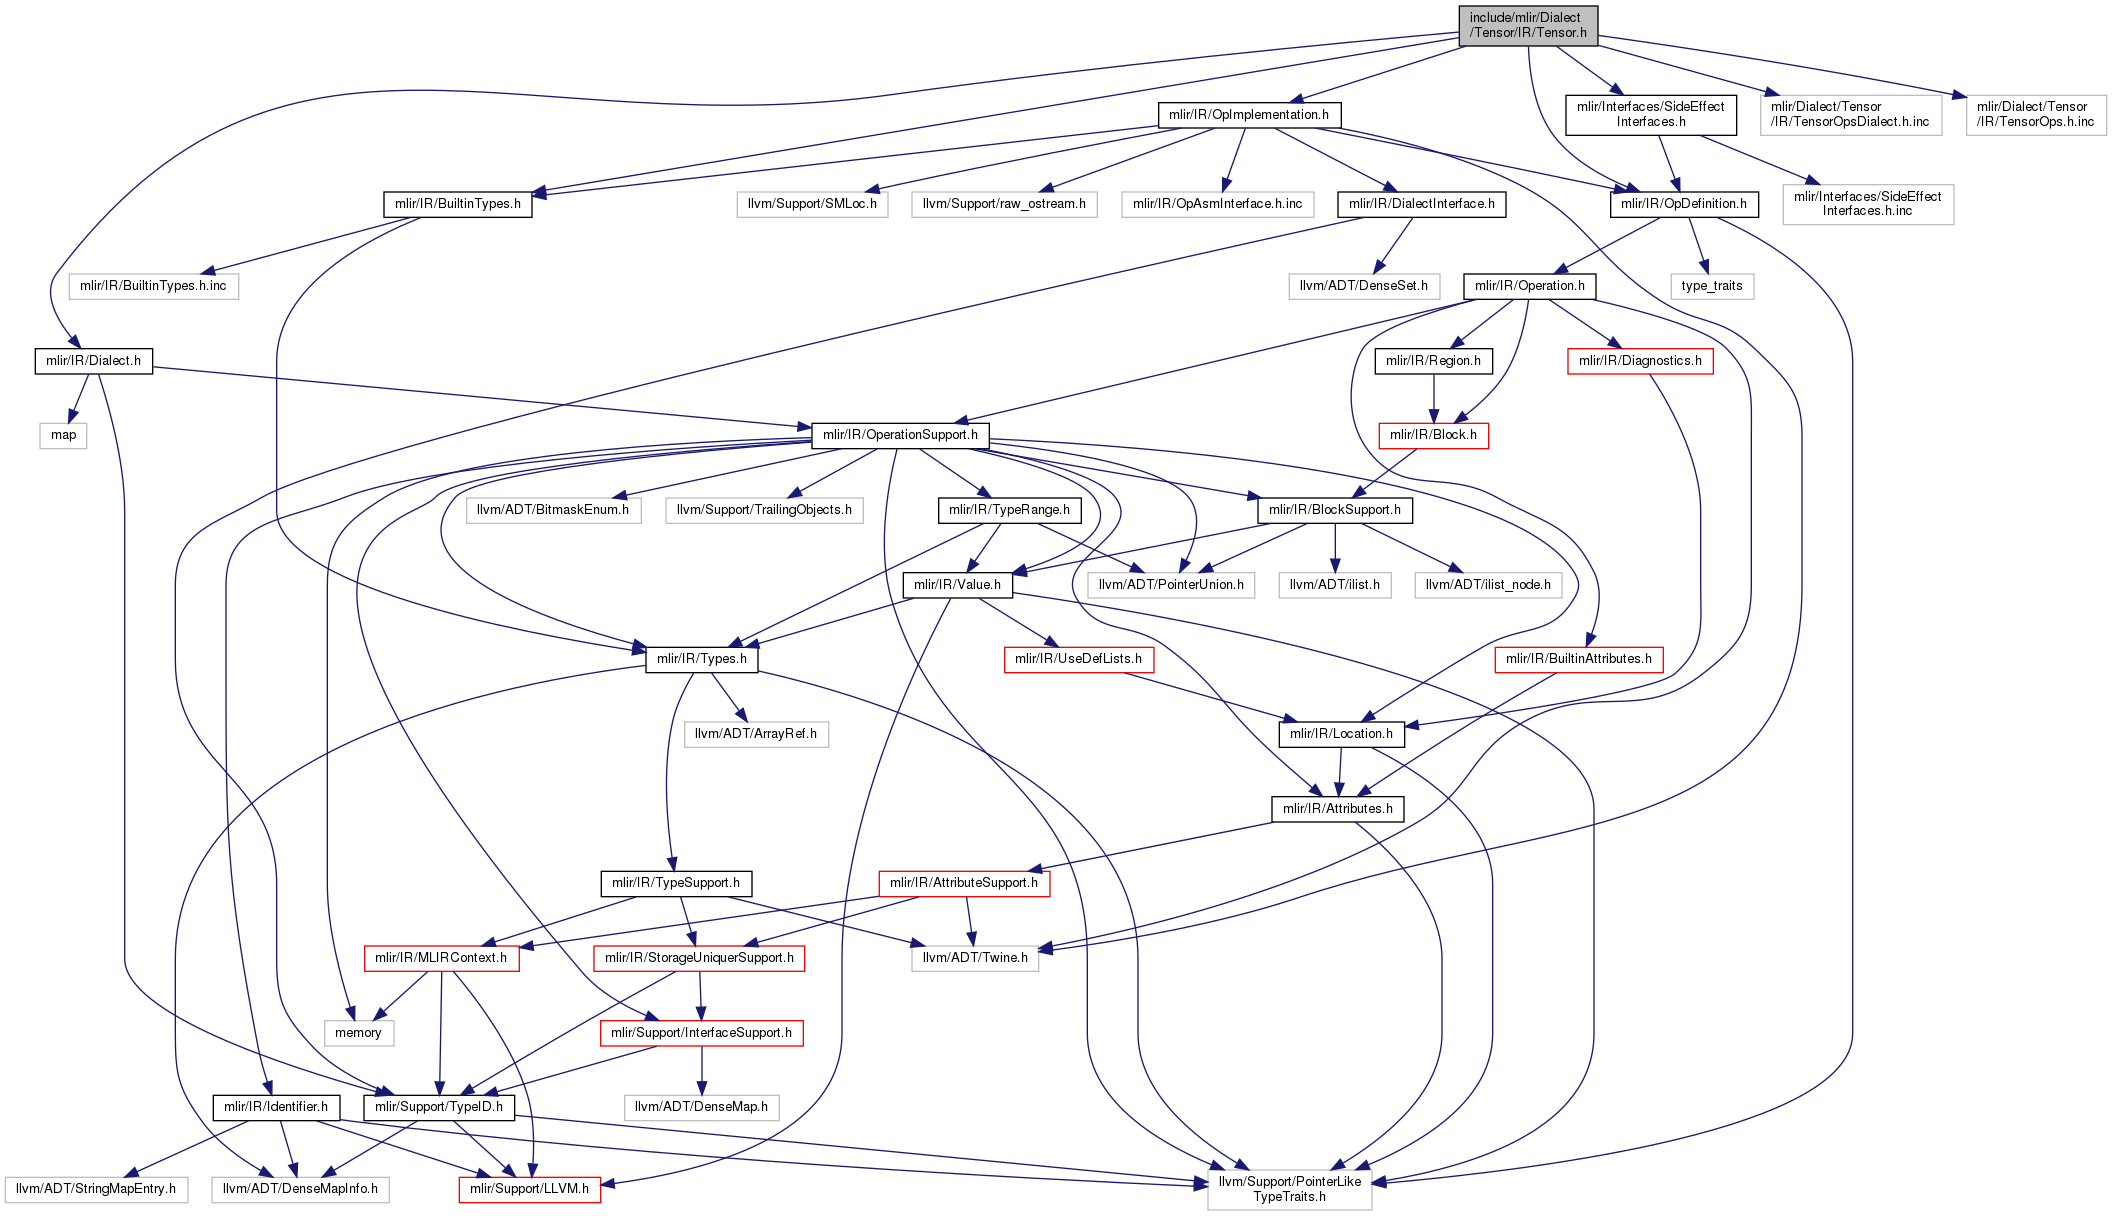 include/mlir/Dialect
/Tensor/IR/Tensor.h
mlir/IR/OpImplementation.h
mlir/Interfaces/SideEffect
Interfaces.h
mlir/Dialect/Tensor
/IR/TensorOpsDialect.h.inc
mlir/Dialect/Tensor
/IR/TensorOps.h.inc
mlir/IR/BuiltinTypes.h
llvm/Support/SMLoc.h
llvm/Support/raw_ostream.h
mlir/IR/OpAsmInterface.h.inc
mlir/IR/DialectInterface.h
mlir/IR/OpDefinition.h
mlir/Interfaces/SideEffect
Interfaces.h.inc
mlir/IR/BuiltinTypes.h.inc
llvm/ADT/DenseSet.h
mlir/IR/Operation.h
type_traits
mlir/IR/Dialect.h
mlir/IR/Region.h
mlir/IR/Diagnostics.h
map
mlir/IR/OperationSupport.h
mlir/IR/Block.h
llvm/ADT/BitmaskEnum.h
llvm/Support/TrailingObjects.h
mlir/IR/TypeRange.h
mlir/IR/BlockSupport.h
mlir/IR/Value.h
llvm/ADT/PointerUnion.h
llvm/ADT/ilist.h
llvm/ADT/ilist_node.h
mlir/IR/Types.h
mlir/IR/UseDefLists.h
mlir/IR/BuiltinAttributes.h
llvm/ADT/ArrayRef.h
mlir/IR/Location.h
mlir/IR/Attributes.h
mlir/IR/TypeSupport.h
mlir/IR/AttributeSupport.h
mlir/IR/MLIRContext.h
mlir/IR/StorageUniquerSupport.h
llvm/ADT/Twine.h
memory
mlir/Support/InterfaceSupport.h
mlir/IR/Identifier.h
mlir/Support/TypeID.h
llvm/ADT/DenseMap.h
llvm/ADT/StringMapEntry.h
llvm/ADT/DenseMapInfo.h
mlir/Support/LLVM.h
llvm/Support/PointerLike
TypeTraits.h